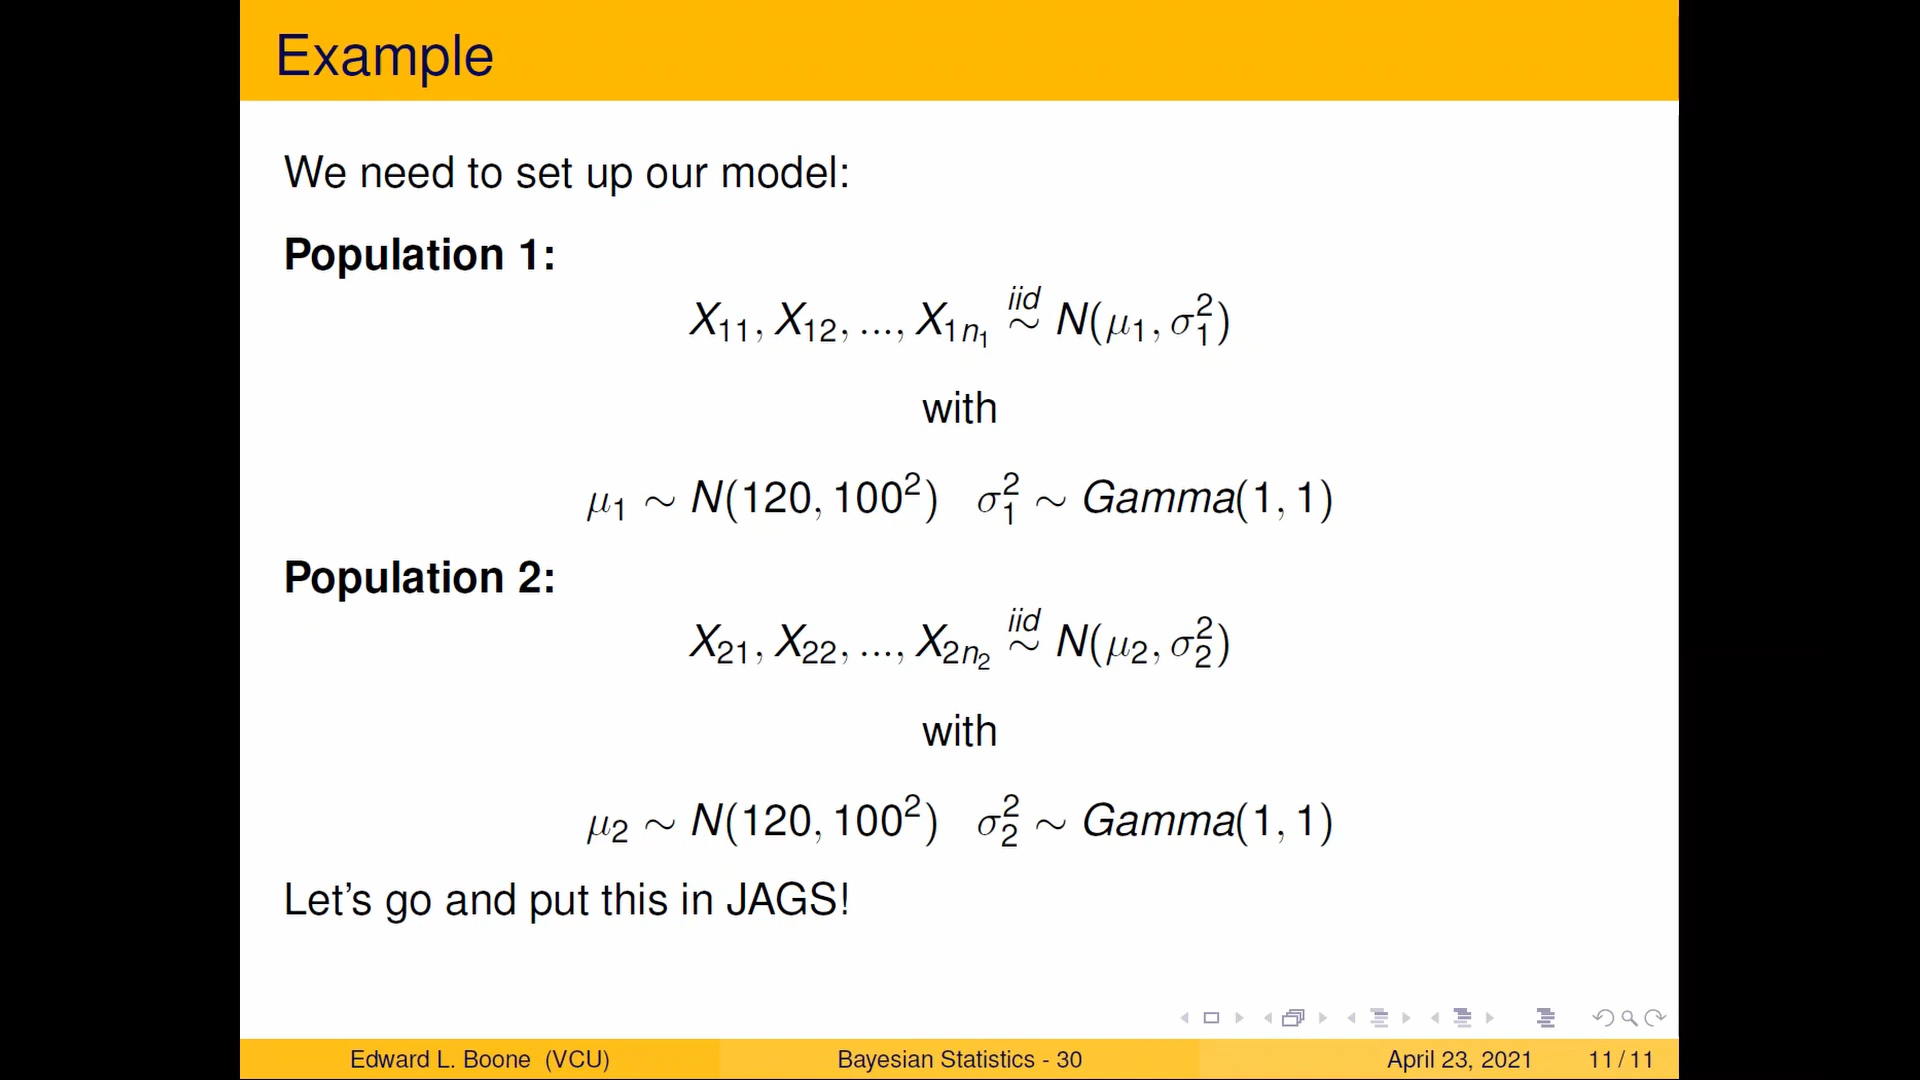 Example
We need to set up our model:
Population 1:
X₁₁, X₁₂, ..., X₁ₙ₁ iid ∼ N(μ₁, σ₁²)
with
μ₁ ∼ N(120, 100²) σ₁² ∼ Gamma(1, 1)
Population 2:
X₂₁, X₂₂, ..., X₂ₙ₂ iid ∼ N(μ₂, σ₂²)
with
μ₂ ∼ N(120, 100²) σ₂² ∼ Gamma(1, 1)
Let's go and put this in JAGS!
Edward L. Boone (VCU) Bayesian Statistics - 30 April 23, 2021 11 / 11